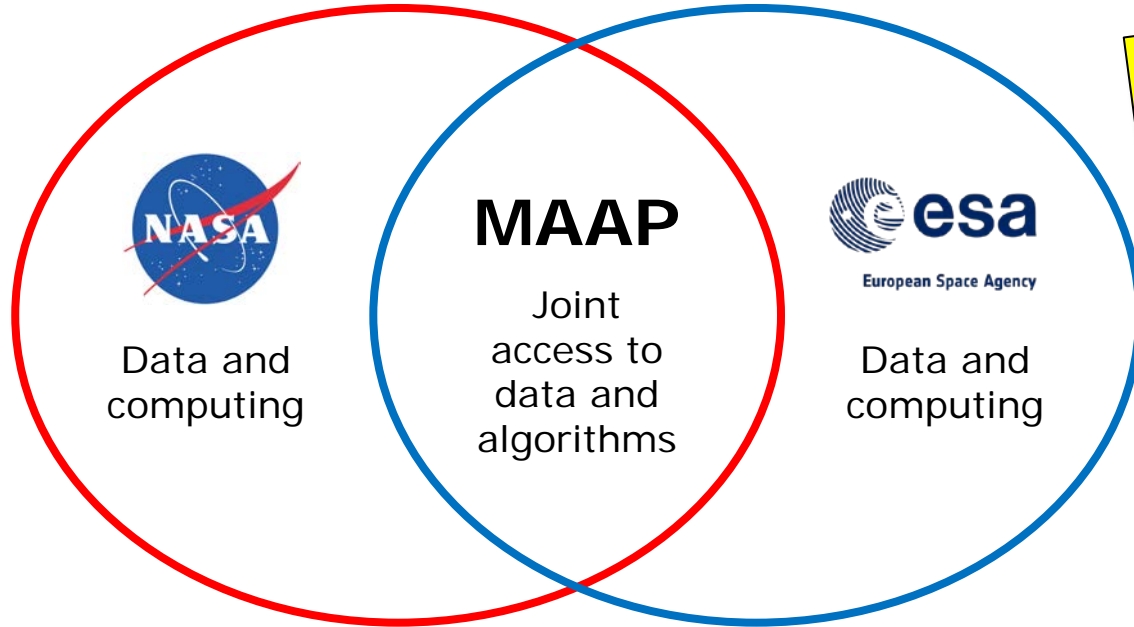 NASA
Data and
computing
MAAP
Joint
access to
data and
algorithms
esa
European Space Agency
Data and
computing